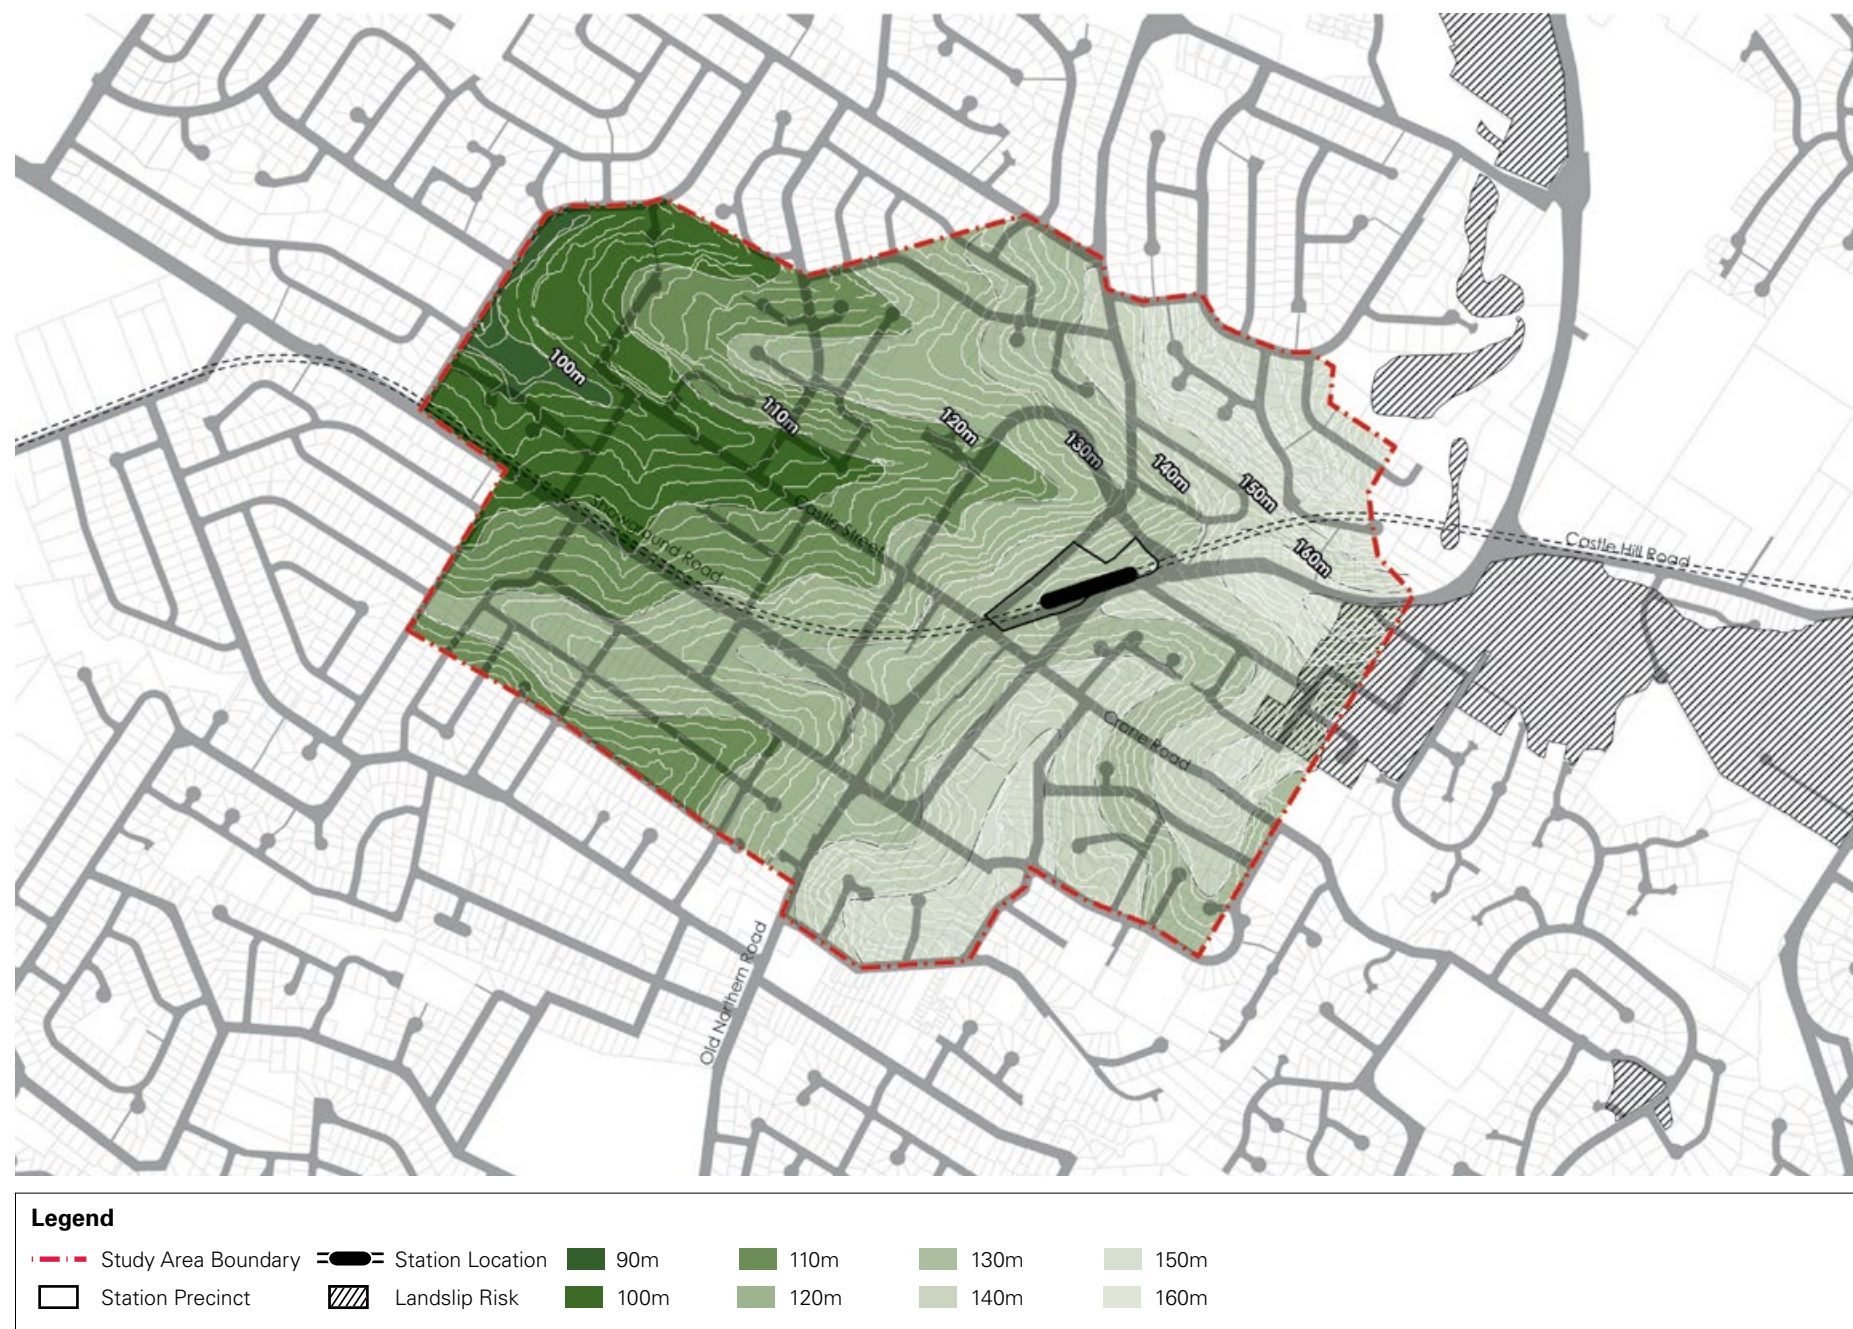 100m
110m
120m
130m
140m
150m
160m
Castle Street
Showground Road
Castle Hill Road
Crane Road
Old Northern Road
Legend
Study Area Boundary
Station Location
90m
110m
130m
150m
Station Precinct
Landslip Risk
100m
120m
140m
160m